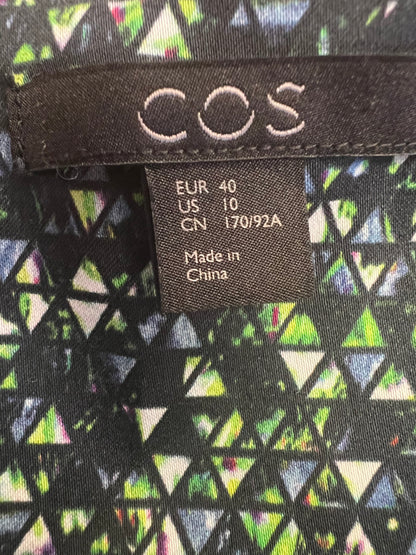 COS
EUR 40
US 10
CN 170/92A
Made in
China